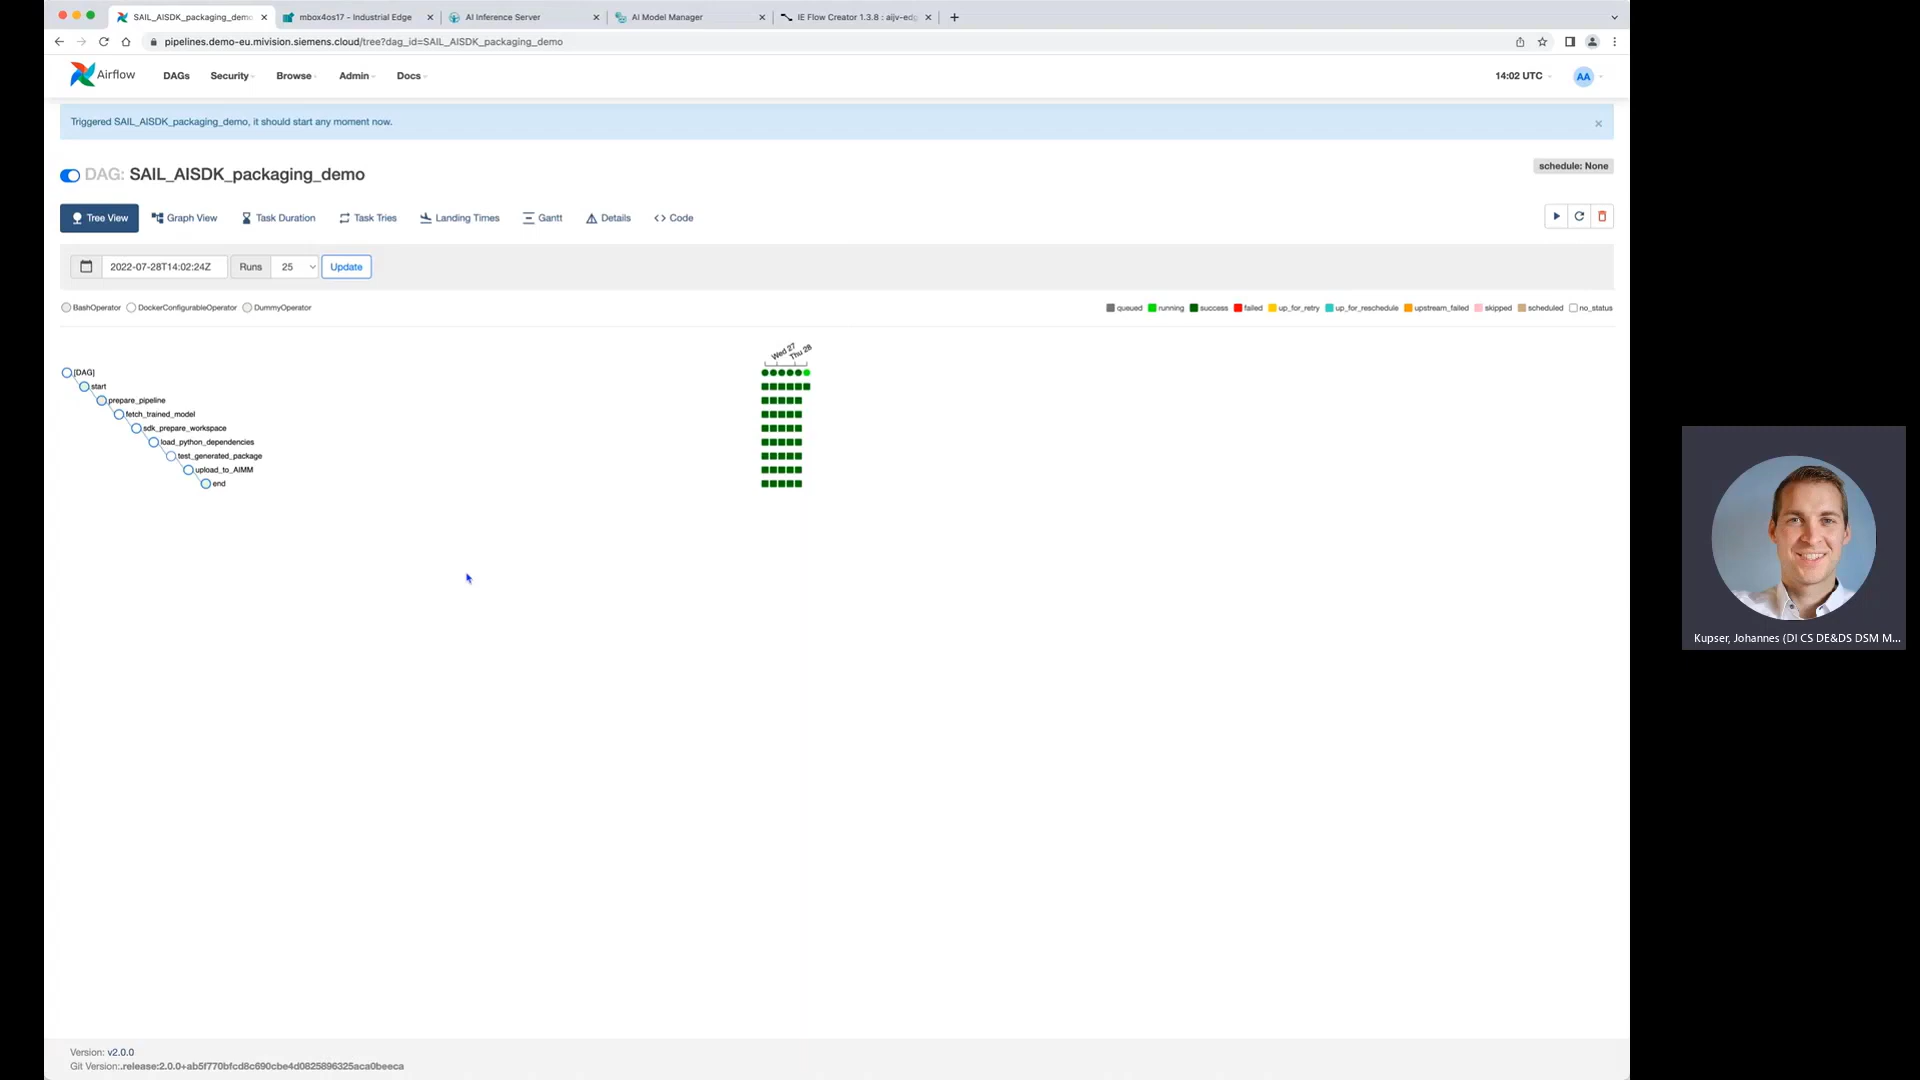 SAIL_AISDK_packaging_demo
mbox4os17 - Industrial Edge
AI Inference Server
AI Model Manager
IE Flow Creator 1.3.8 : aijv-edg
pipelines.demo-eu.mivision.siemens.cloud/tree?dag_id=SAIL_AISDK_packaging_demo
Airflow
DAGs
Security
Browse
Admin
Docs
14:02 UTC
AA
Triggered SAIL_AISDK_packaging_demo, it should start any moment now.
×
DAG: SAIL_AISDK_packaging_demo
schedule: None
Tree View
Graph View
Task Duration
Task Tries
Landing Times
Gantt
Details
<> Code
2022-07-28T14:02:24Z
Runs
25
Update
BashOperator
DockerConfigurableOperator
DummyOperator
queued
running
success
failed
up_for_retry
up_for_reschedule
upstream_failed
skipped
scheduled
no_status
Wed 27
Thu 28
[DAG]
start
prepare_pipeline
fetch_trained_model
sdk_prepare_workspace
load_python_dependencies
test_generated_package
upload_to_AIMM
end
Kupser, Johannes (DI CS DE&DS DSM M...
Version: v2.0.0
Git Version:.release:2.0.0+ab5f770bfcd8c690cbe4d0825896325aca0beeca